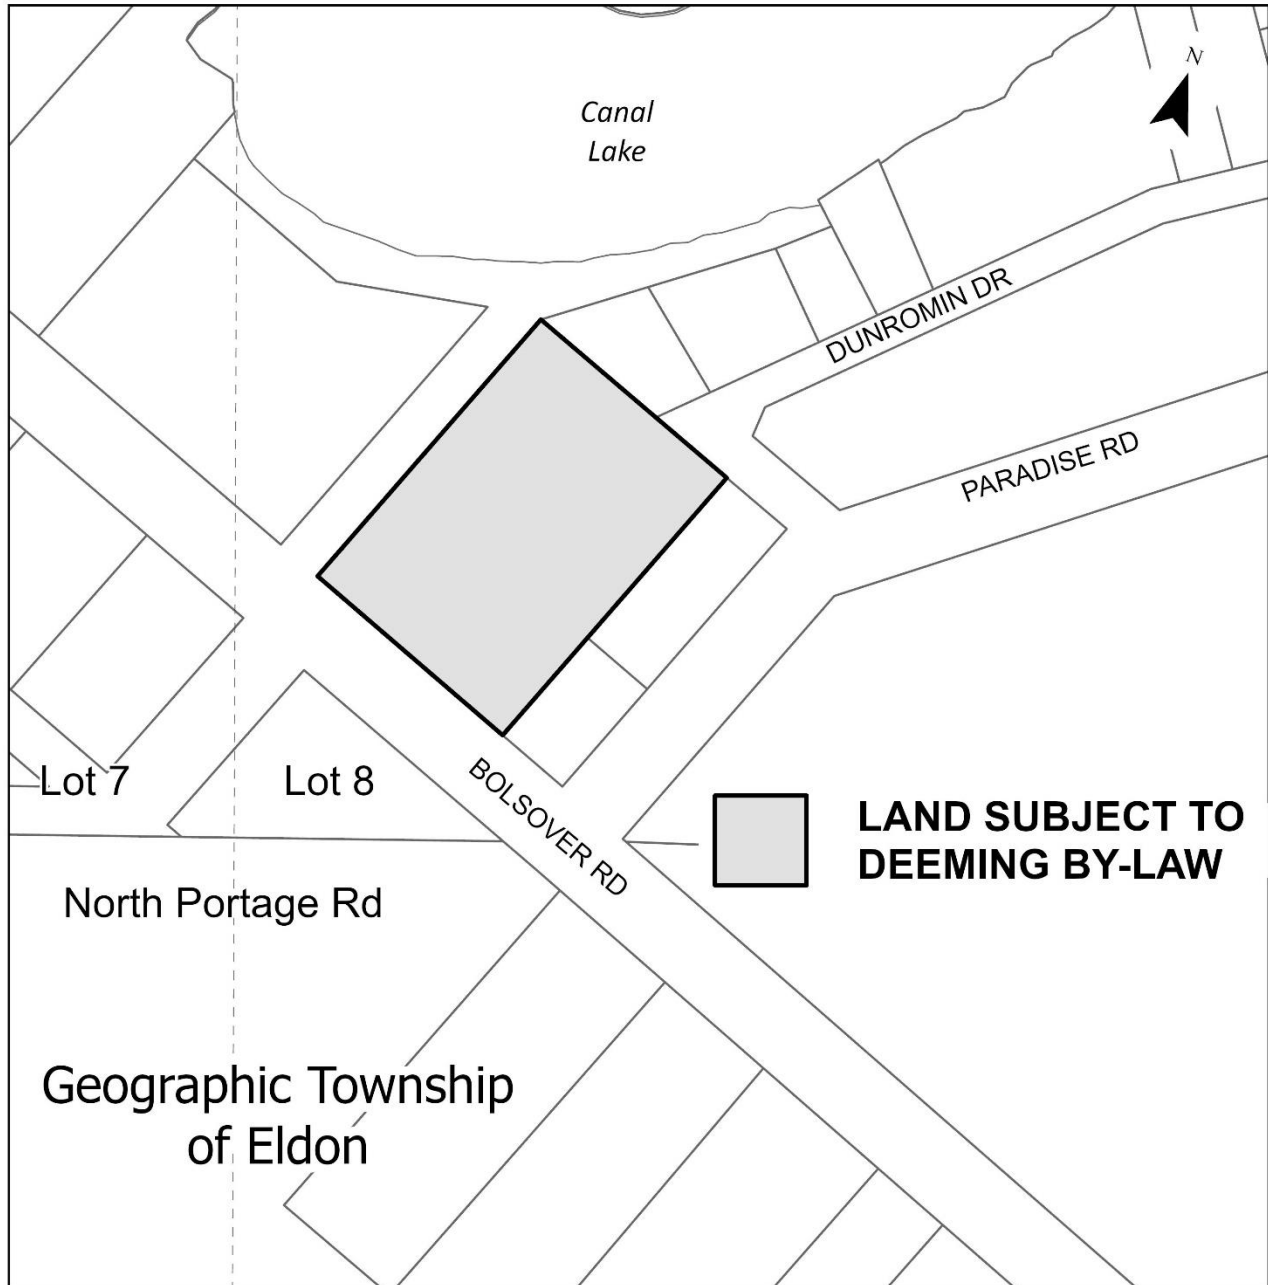 N
Canal
Lake
DUNROMIN DR
PARADISE RD
Lot 7
Lot 8
BOLSOVER RD
LAND SUBJECT TO
DEEMING BY-LAW
North Portage Rd
Geographic Township
of Eldon